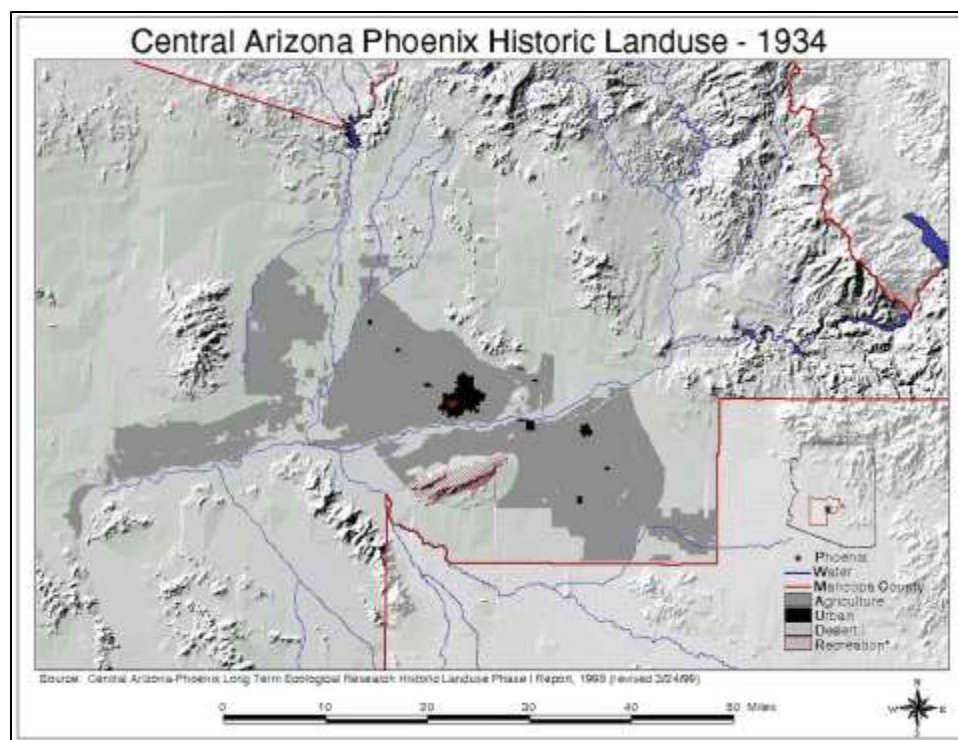 Central Arizona Phoenix Historic Landuse - 1934
Phoenix
Water
Maricopa County
Agriculture
Urban
Desert
Recreation*
Source: Central Arizona-Phoenix Long Term Ecological Research Historic Landuse Phase I Report, 1998 (revised 3/24/99)
N
W E
S
0 10 20 30 40 50 Miles